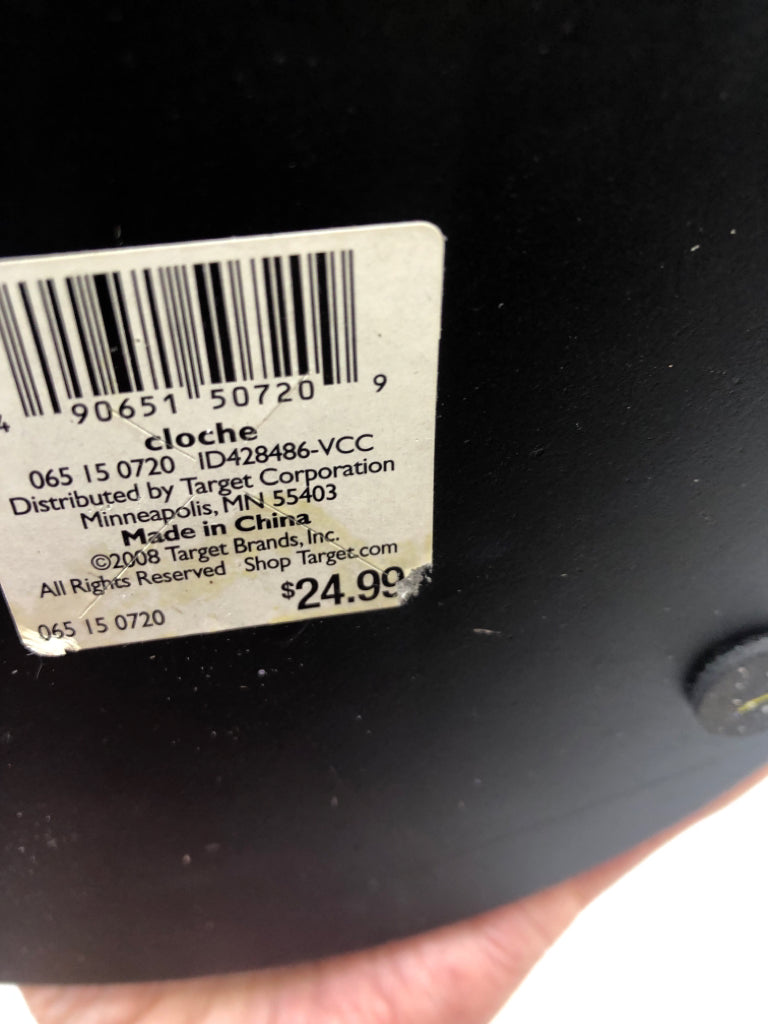 4 90651 50720 9
cloche
065 15 0720 ID428486-VCC
Distributed by Target Corporation
Minneapolis, MN 55403
Made in China
©2008 Target Brands, Inc.
All Rights Reserved Shop Target.com
$24.99
065 15 0720